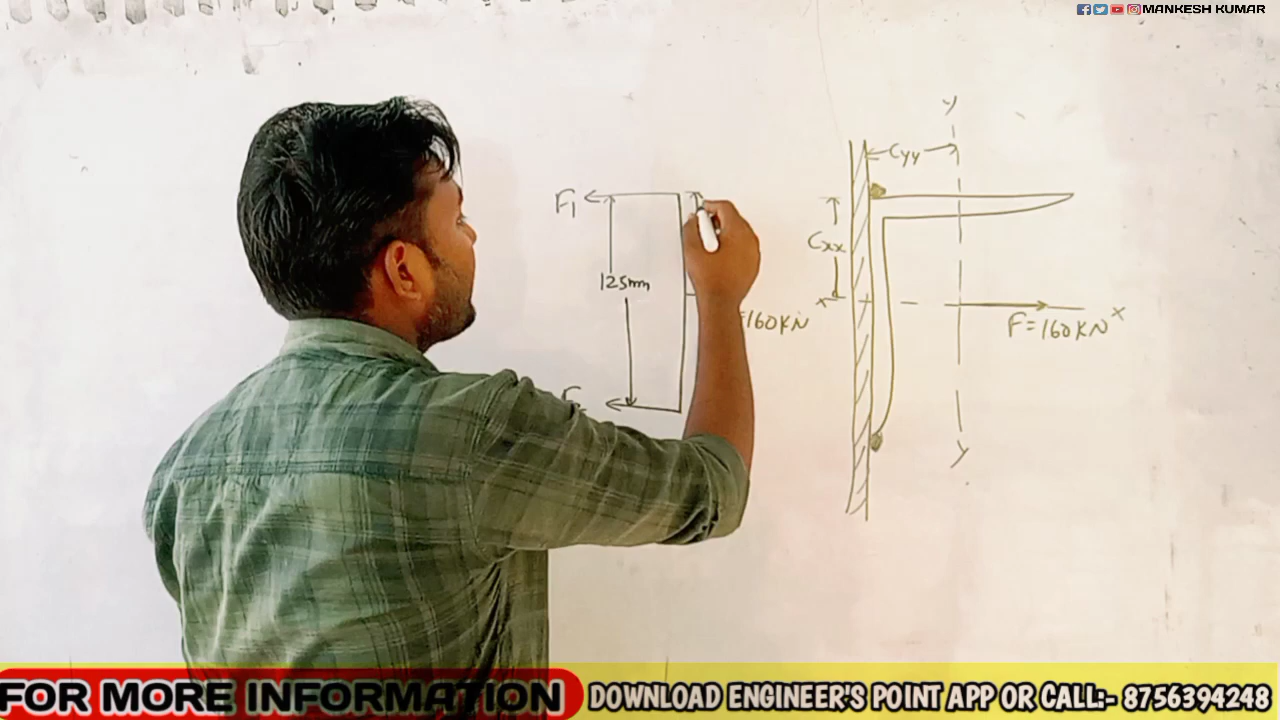 MANKESH KUMAR
y
Cyy
F1
Cxx
125mm
x
=160KN
F=160KN
x
y
FOR MORE INFORMATION
DOWNLOAD ENGINEER'S POINT APP OR CALL:- 8756394248